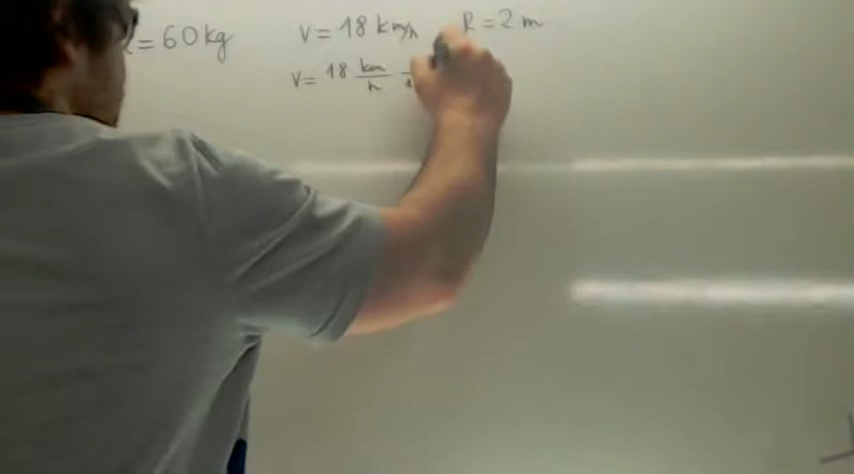 = 60 kg V = 18 km/h R = 2 m
V = 18 km/h